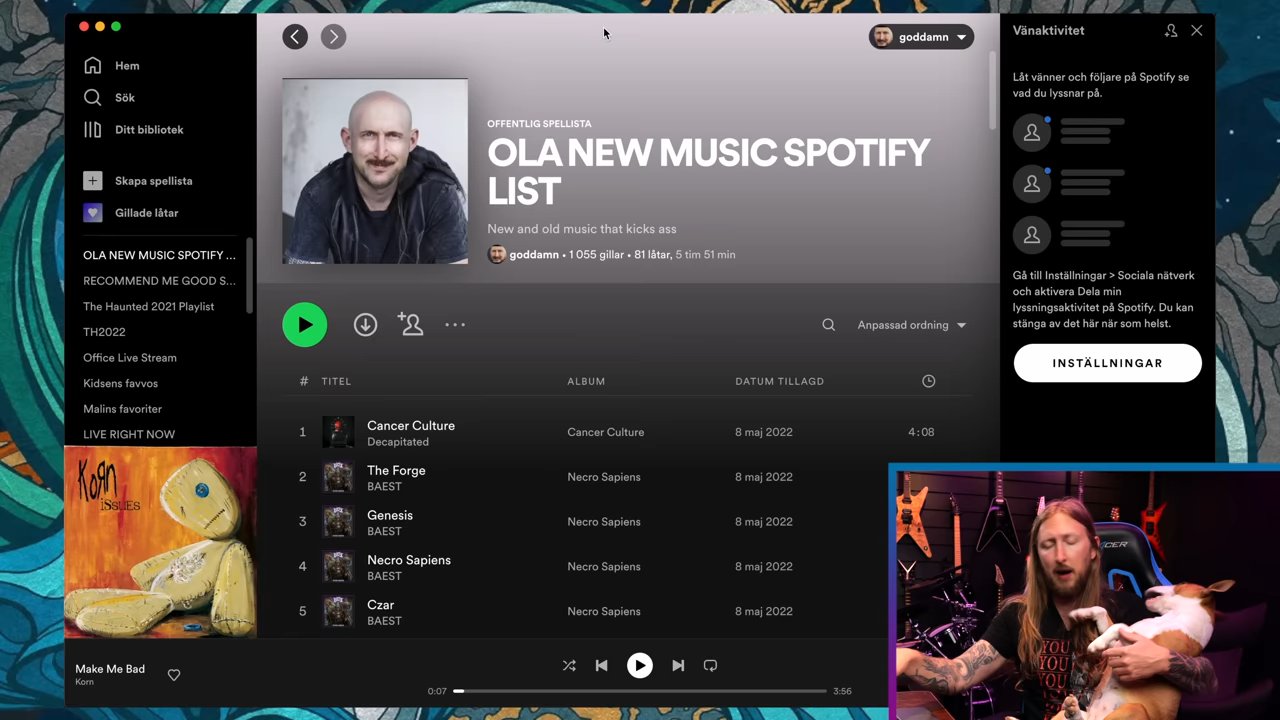 Hem
Sök
Ditt bibliotek
Skapa spellista
Gillade låtar
OLA NEW MUSIC SPOTIFY ...
RECOMMEND ME GOOD S...
The Haunted 2021 Playlist
TH2022
Office Live Stream
Kidsens favvos
Malins favoriter
LIVE RIGHT NOW
KoЯn
issues
Make Me Bad
Korn
goddamn
OFFENTLIG SPELLISTA
OLA NEW MUSIC SPOTIFY
LIST
New and old music that kicks ass
goddamn • 1 055 gillar • 81 låtar, 5 tim 51 min
Anpassad ordning
# TITEL ALBUM DATUM TILLAGD
1 Cancer Culture Cancer Culture 8 maj 2022 4:08
Decapitated
2 The Forge Necro Sapiens 8 maj 2022
BAEST
3 Genesis Necro Sapiens 8 maj 2022
BAEST
4 Necro Sapiens Necro Sapiens 8 maj 2022
BAEST
5 Czar Necro Sapiens 8 maj 2022
BAEST
0:07 3:56
Vänaktivitet
Låt vänner och följare på Spotify se
vad du lyssnar på.
Gå till Inställningar > Sociala nätverk
och aktivera Dela min
lyssningsaktivitet på Spotify. Du kan
stänga av det här när som helst.
INSTÄLLNINGAR
YOU
YOU
YOU